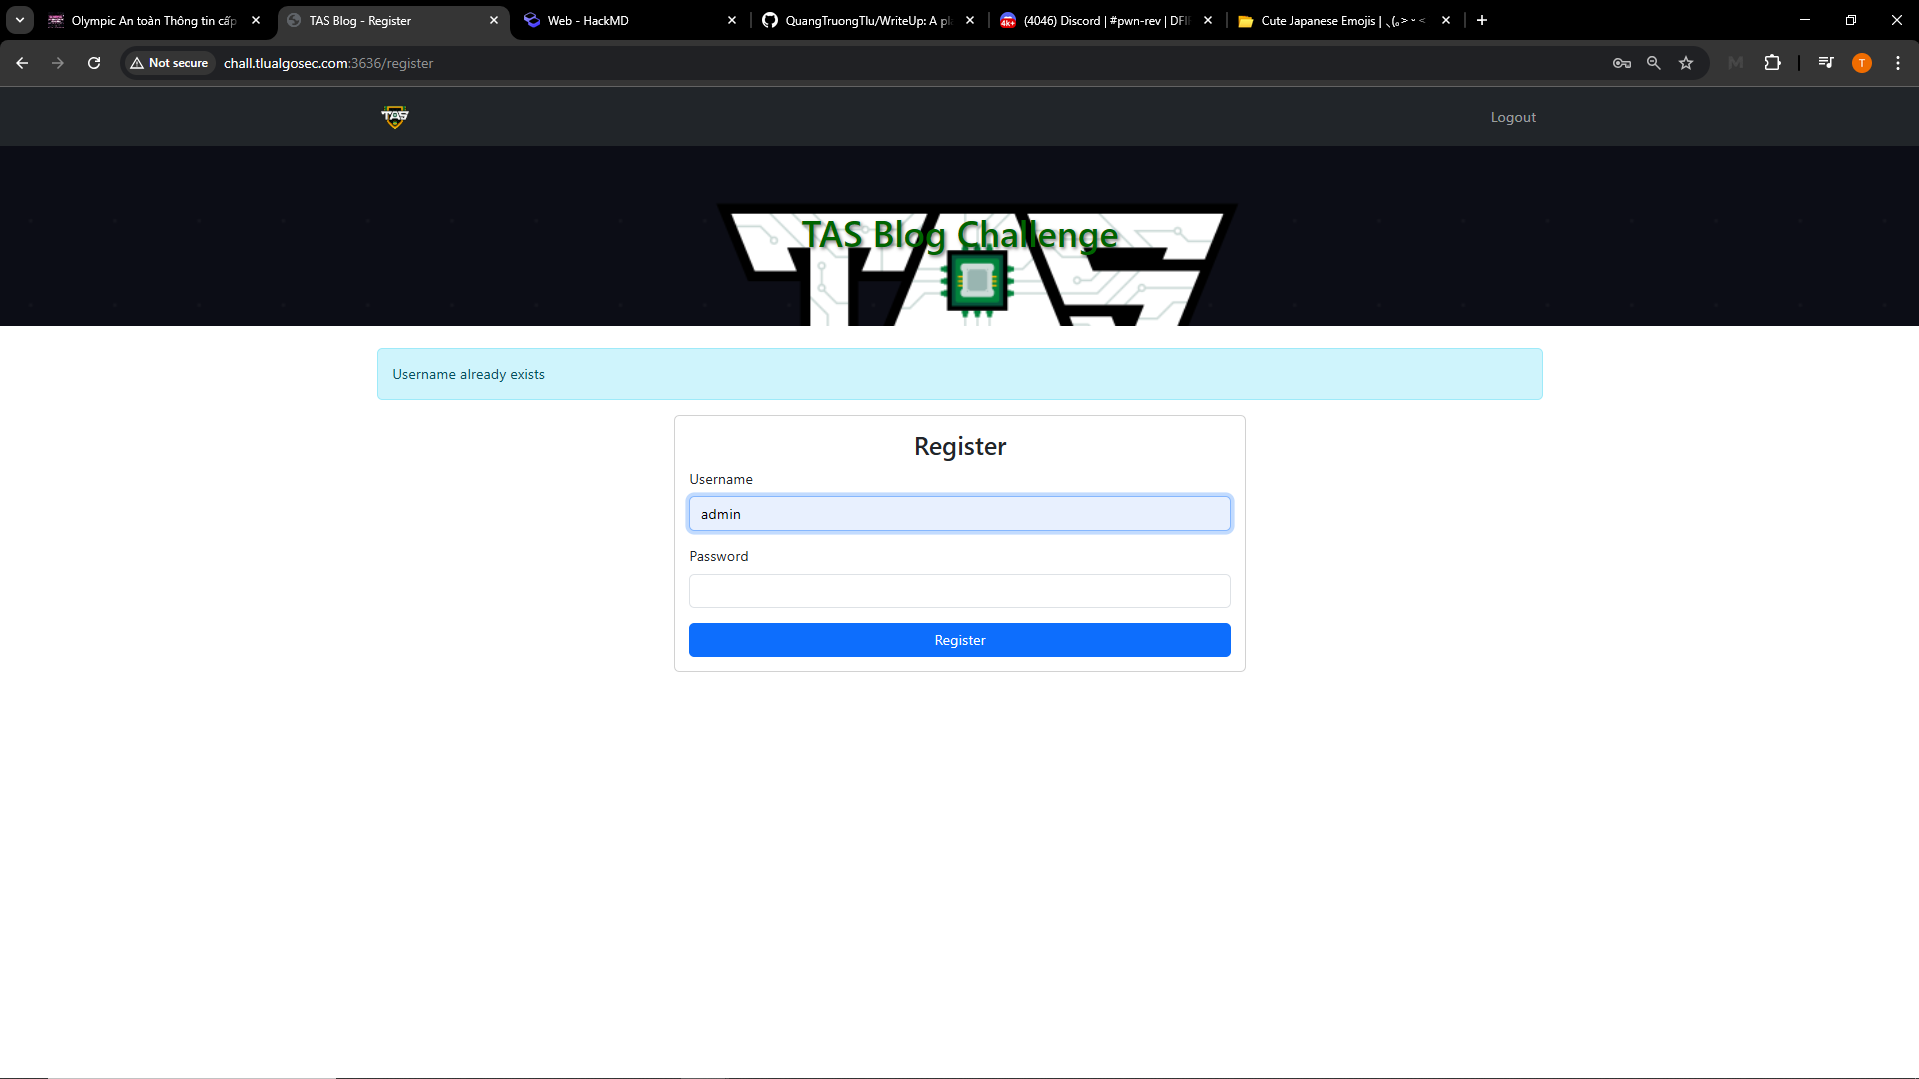 Olympic An toàn Thông tin cấp
TAS Blog - Register
Web - HackMD
QuangTruongTlu/WriteUp: A pl
(4046) Discord | #pwn-rev | DFI
Cute Japanese Emojis |
Not secure
chall.tlualgosec.com:3636/register
T
TAS
Logout
TAS
TAS Blog Challenge
Username already exists
Register
Username
admin
Password
Register